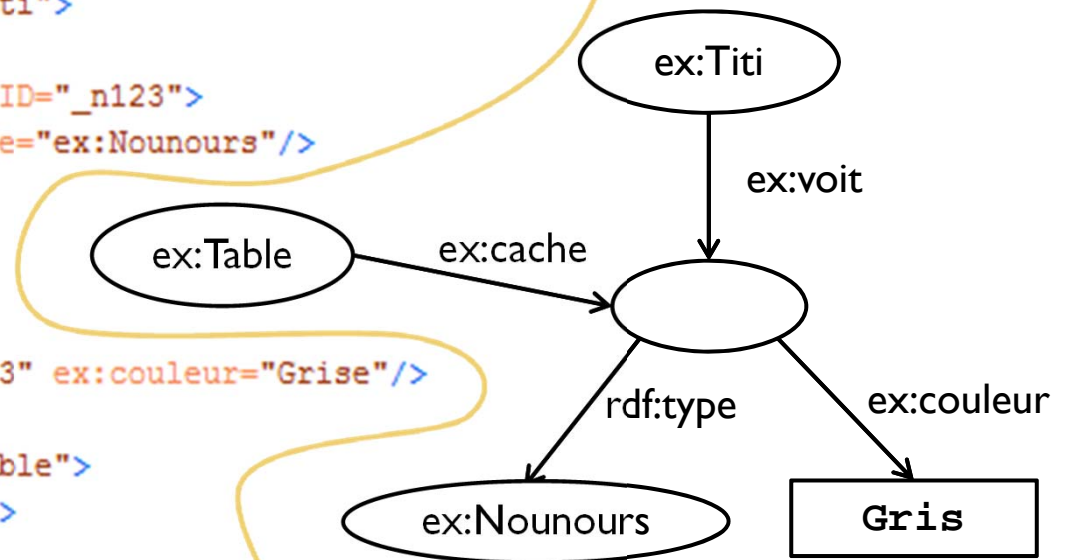 ti">
ID="_n123">
e="ex:Nounours"/>
3" ex:couleur="Grise"/>
ble">
>
ex:Titi
ex:voit
ex:Table
ex:cache
rdf:type
ex:couleur
ex:Nounours
Gris